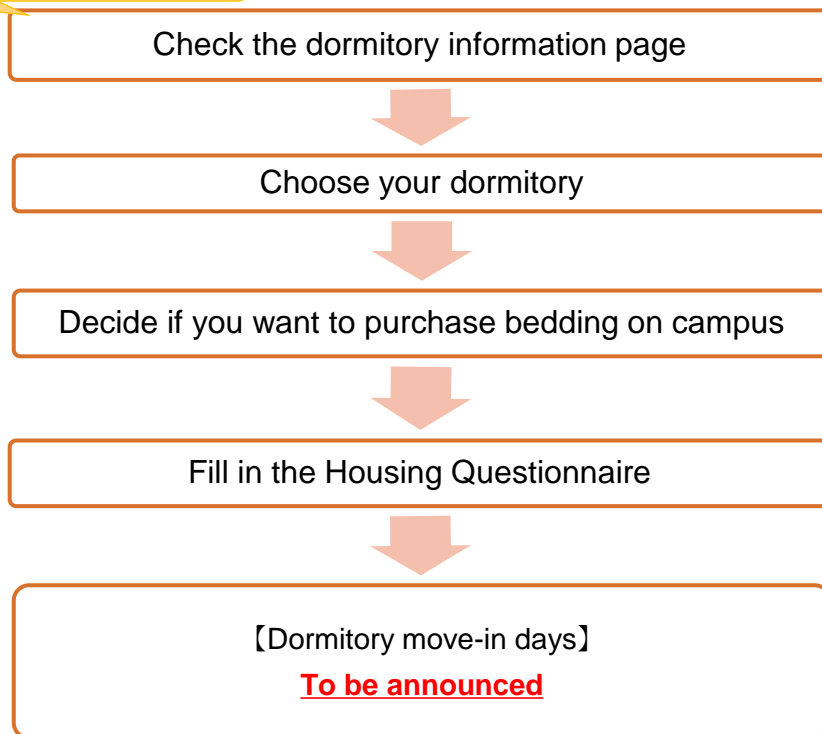 Check the dormitory information page
Choose your dormitory
Decide if you want to purchase bedding on campus
Fill in the Housing Questionnaire
【Dormitory move-in days】
To be announced